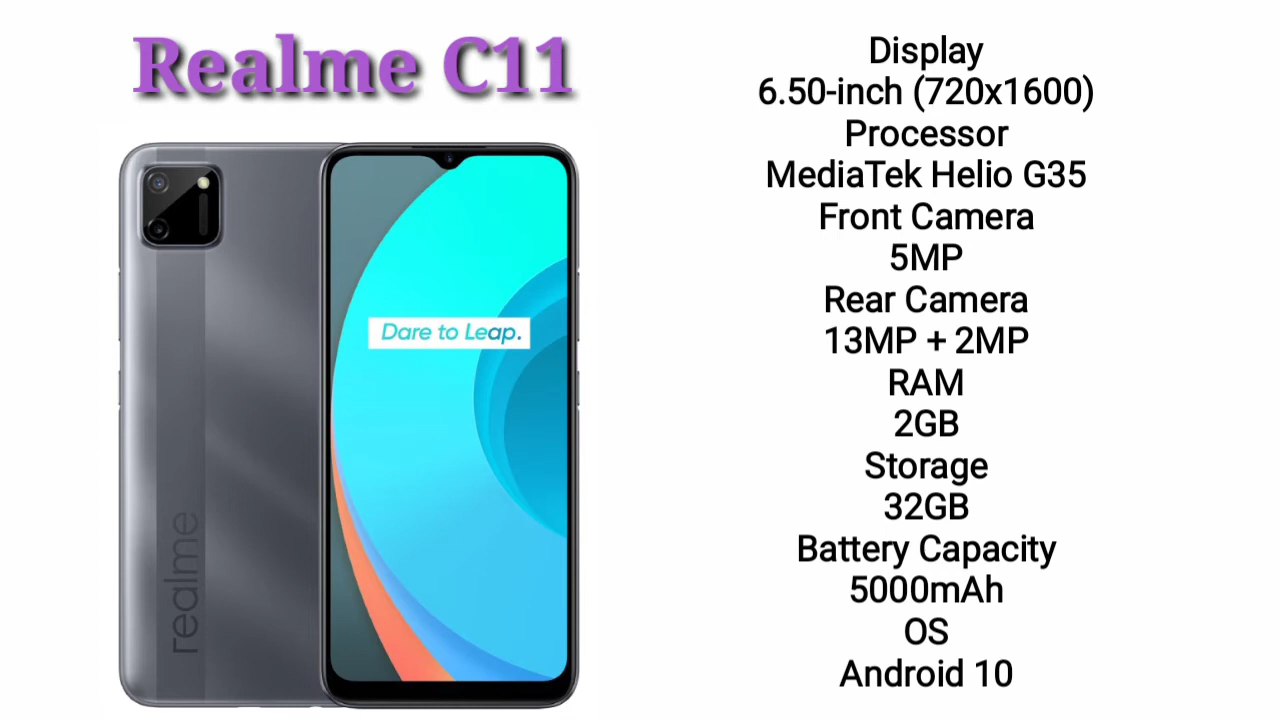 Realme C11
realme
Dare to Leap.
Display
6.50-inch (720x1600)
Processor
MediaTek Helio G35
Front Camera
5MP
Rear Camera
13MP + 2MP
RAM
2GB
Storage
32GB
Battery Capacity
5000mAh
OS
Android 10